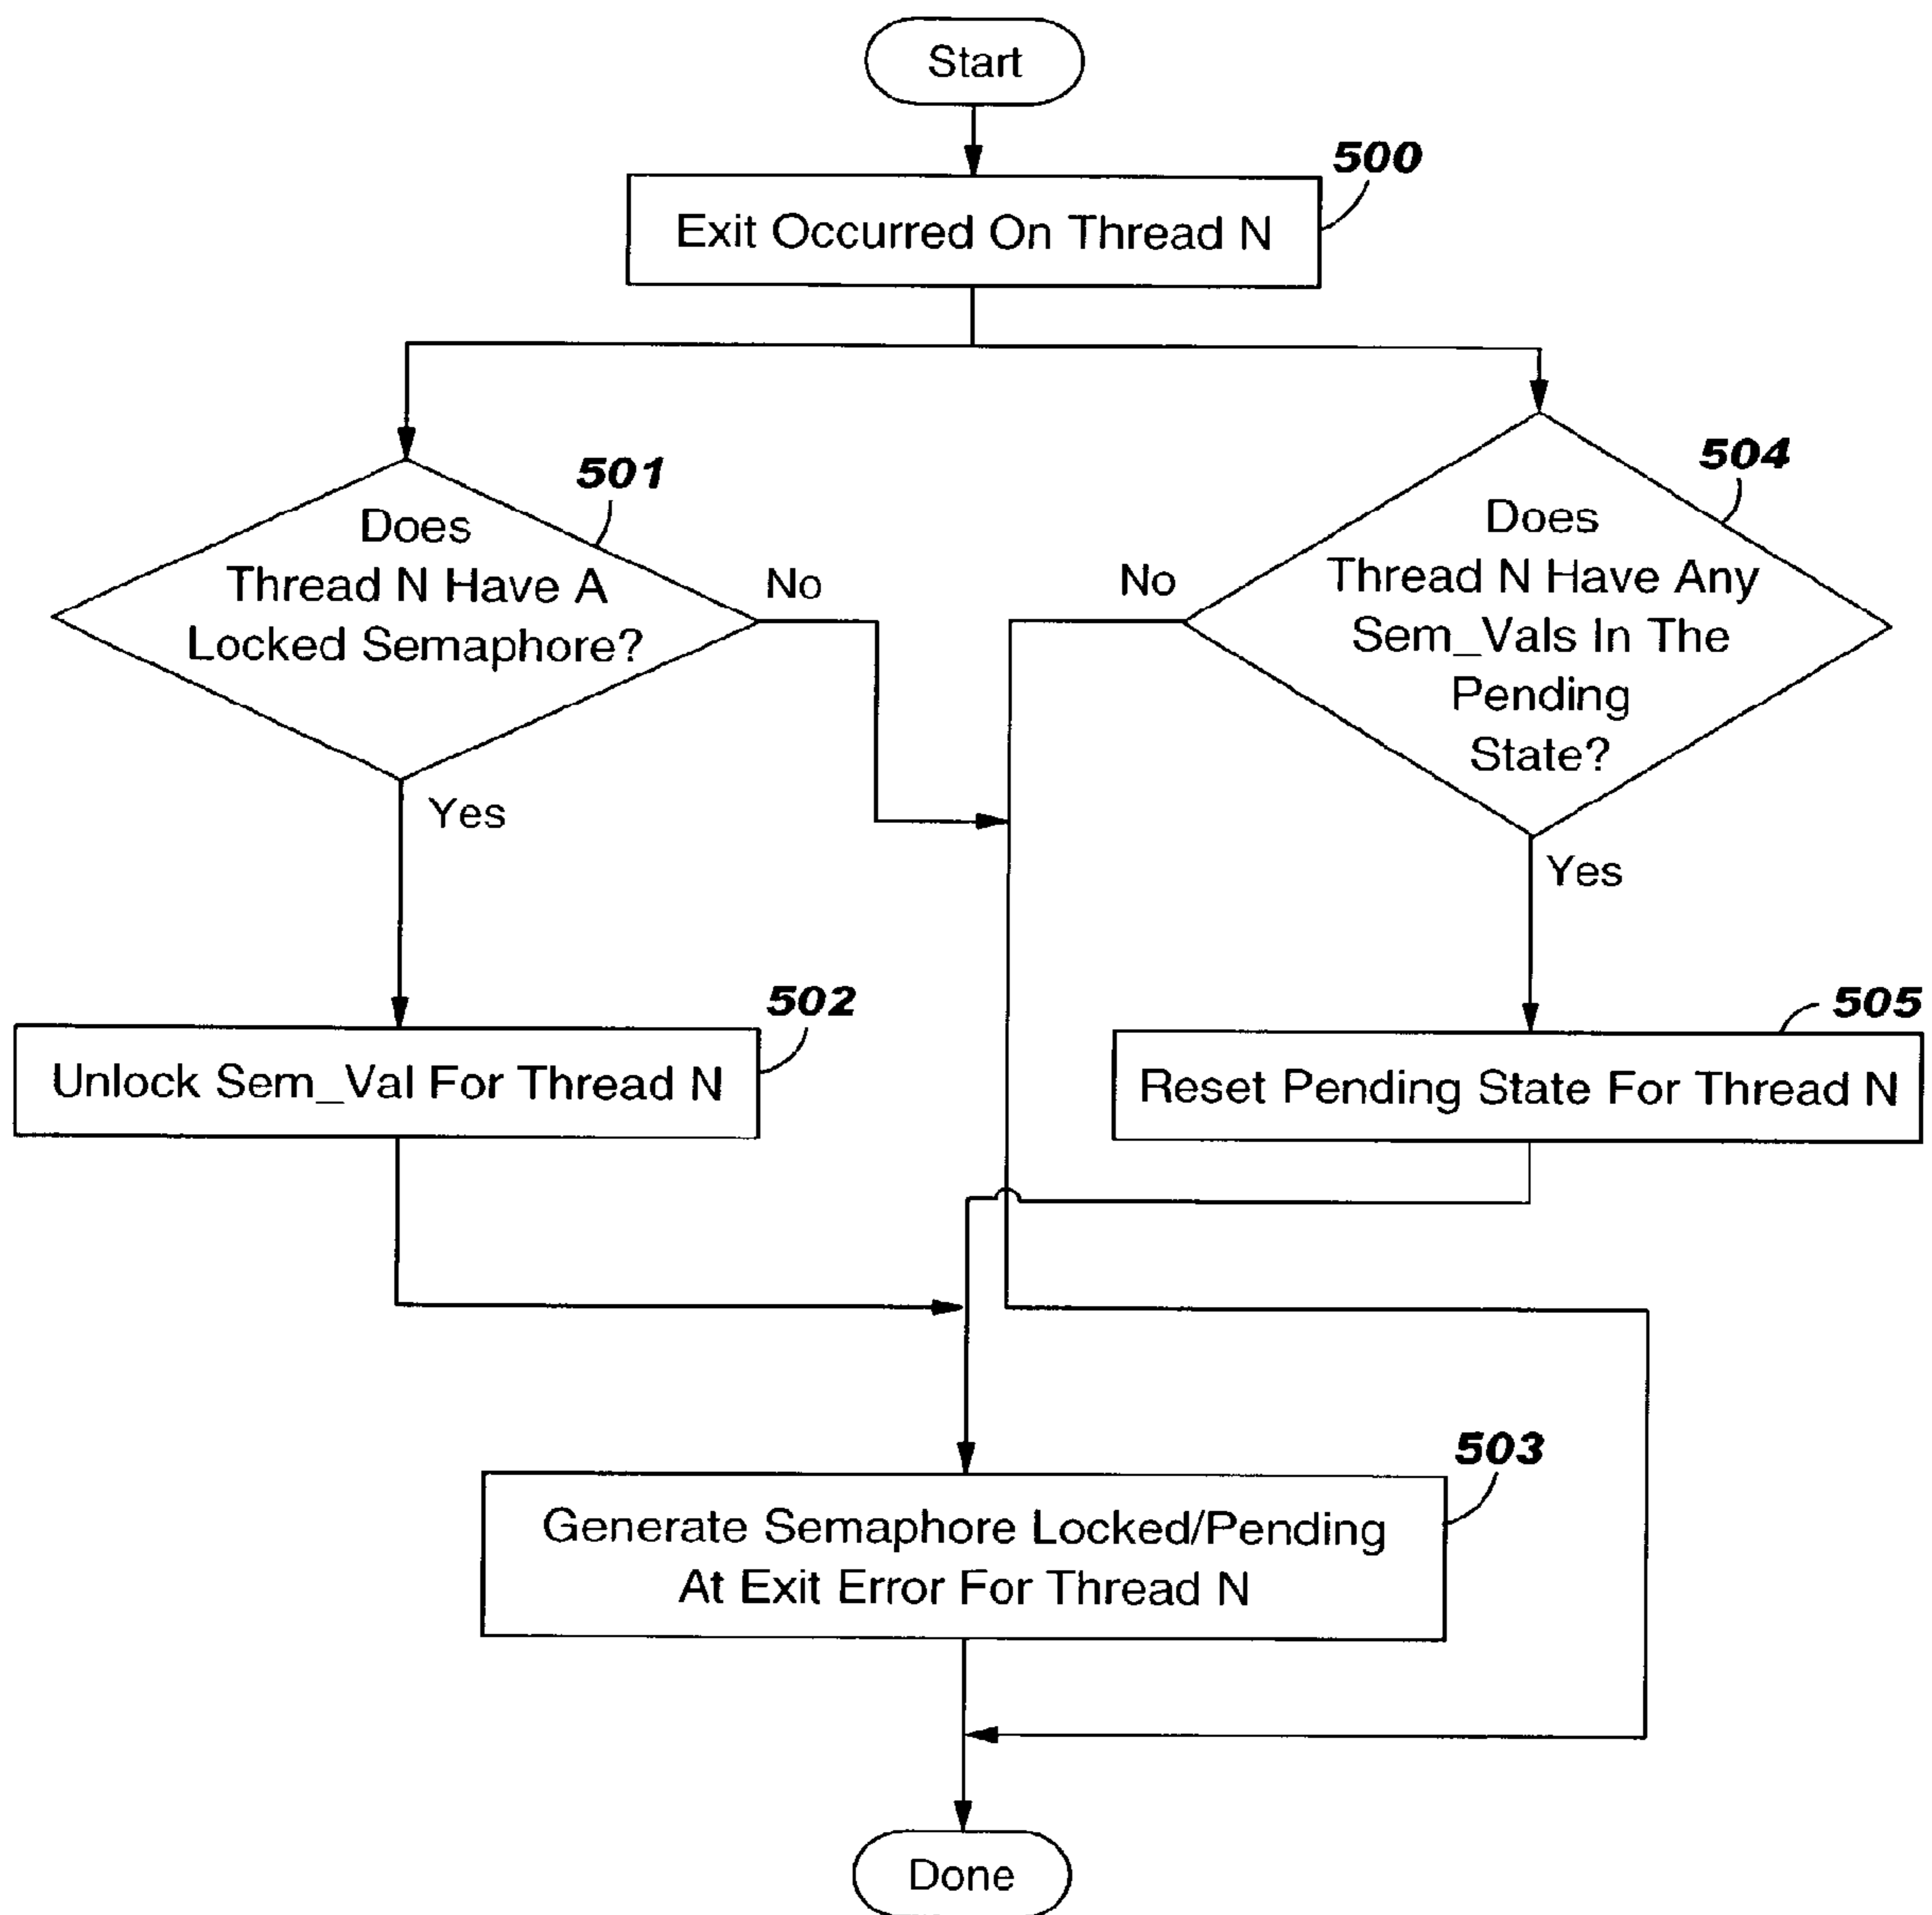 Start
500
Exit Occurred On Thread N
501
Does
Thread N Have A
Locked Semaphore?
No
Yes
504
Does
Thread N Have Any
Sem_Vals In The
Pending
State?
No
Yes
502
Unlock Sem_Val For Thread N
505
Reset Pending State For Thread N
503
Generate Semaphore Locked/Pending
At Exit Error For Thread N
Done